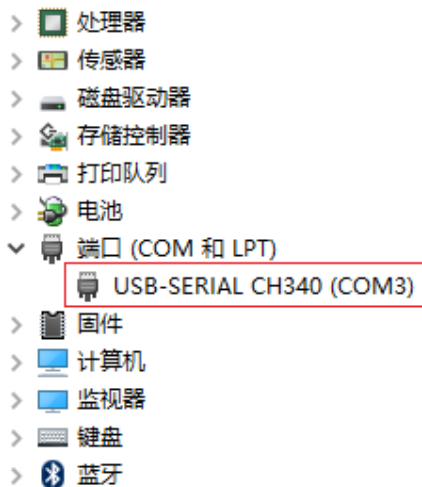 处理器
传感器
磁盘驱动器
存储控制器
打印队列
电池
端口 (COM 和 LPT)
USB-SERIAL CH340 (COM3)
固件
计算机
监视器
键盘
蓝牙